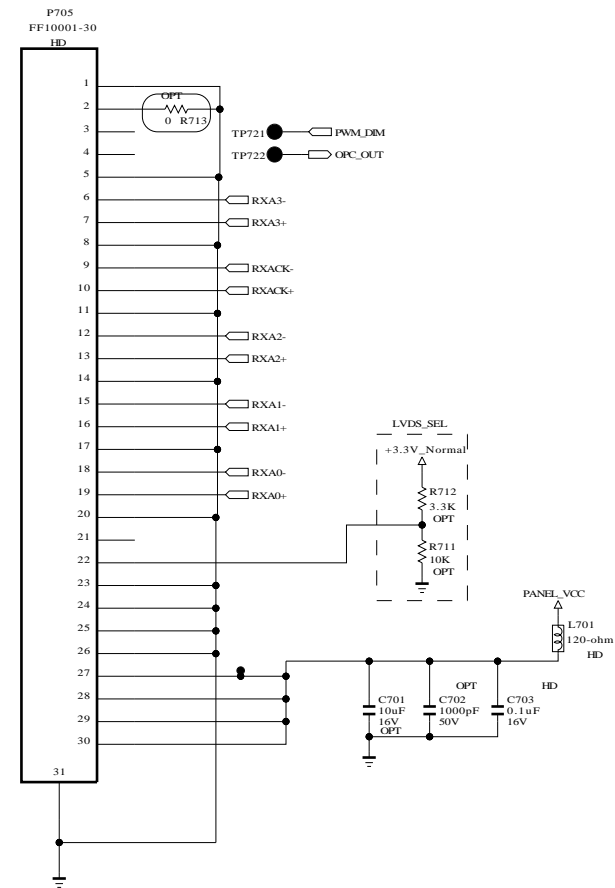 P705
FF10001-30
HD
1
OPT
2
0 R713
3
TP721 PWM_DIM
4
TP722 OPC_OUT
5
6
RXA3-
7
RXA3+
8
9
RXACK-
10
RXACK+
11
12
RXA2-
13
RXA2+
14
15
RXA1-
16
RXA1+
17
18
RXA0-
19
RXA0+
20
21
22
23
24
25
26
27
28
29
30
31
LVDS_SEL
+3.3V_Normal
R712
3.3K
OPT
R711
10K
OPT
PANEL_VCC
L701
120-ohm
HD
C701
10uF
16V
OPT
OPT
C702
1000pF
50V
HD
C703
0.1uF
16V